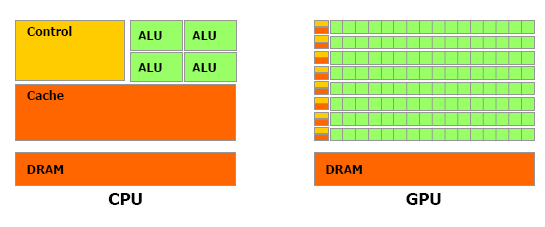 Control
ALU
ALU
ALU
ALU
Cache
DRAM
DRAM
CPU
GPU